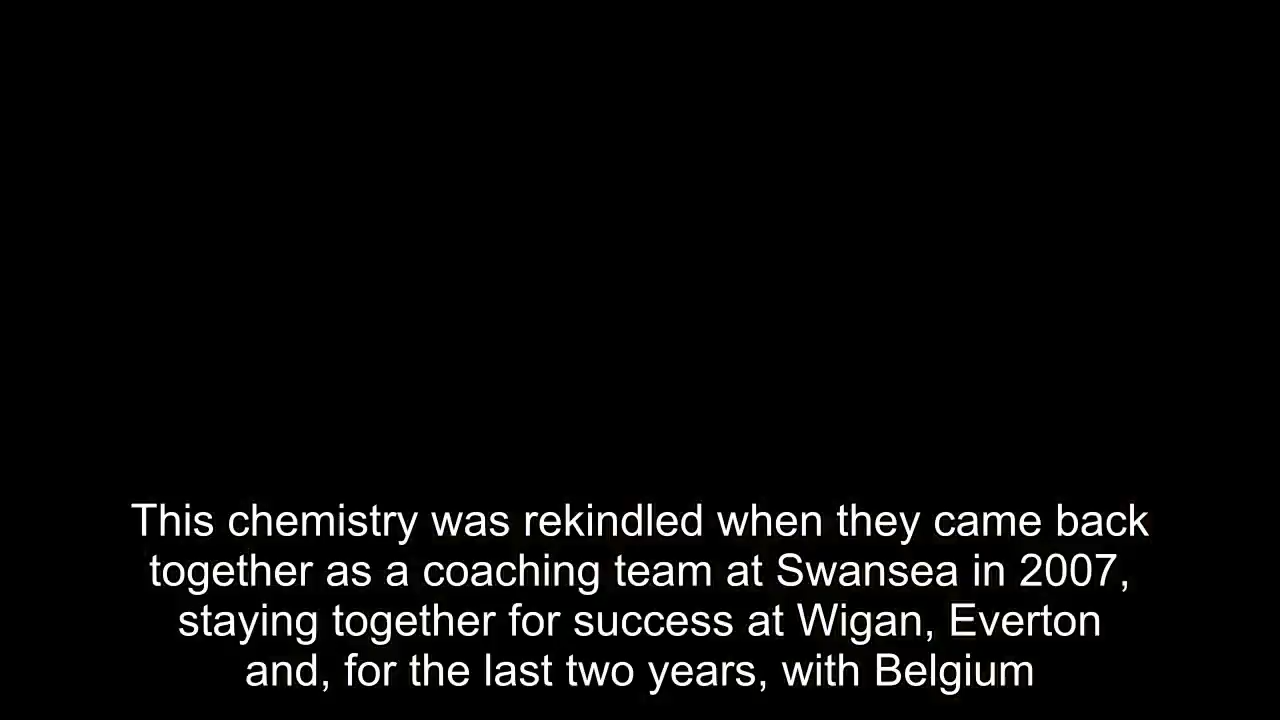 This chemistry was rekindled when they came back
together as a coaching team at Swansea in 2007,
staying together for success at Wigan, Everton
and, for the last two years, with Belgium